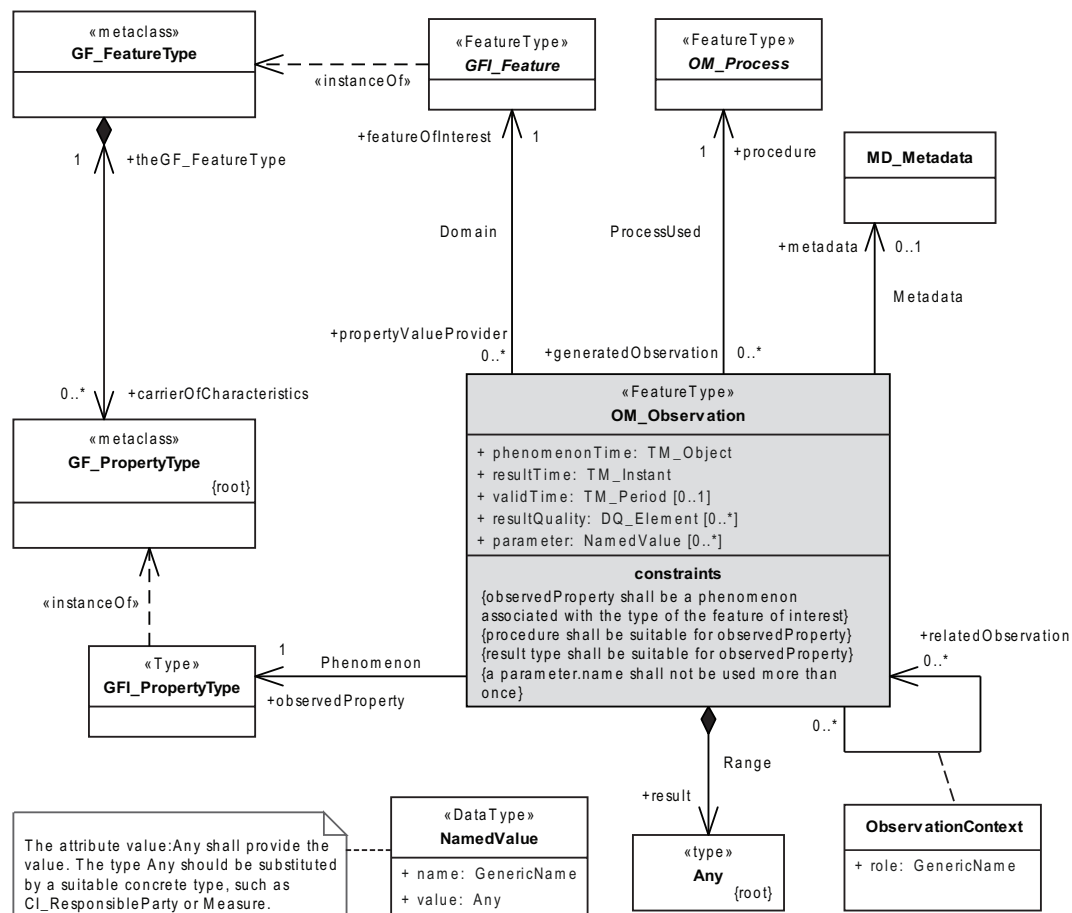 «metaclass»
GF_FeatureType
«instanceOf»
«FeatureType»
GFI_Feature
«FeatureType»
OM_Process
MD_Metadata
1
+theGF_FeatureType
+featureOfInterest
1
1
+procedure
+metadata
0..1
Domain
ProcessUsed
Metadata
+propertyValueProvider
0..*
+generatedObservation
0..*
0..*
+carrierOfCharacteristics
«metaclass»
GF_PropertyType
{root}
«instanceOf»
«Type»
GFI_PropertyType
1
Phenomenon
+observedProperty
«FeatureType»
OM_Observation
+ phenomenonTime: TM_Object
+ resultTime: TM_Instant
+ validTime: TM_Period [0..1]
+ resultQuality: DQ_Element [0..*]
+ parameter: NamedValue [0..*]
constraints
{observedProperty shall be a phenomenon
associated with the type of the feature of interest}
{procedure shall be suitable for observedProperty}
{result type shall be suitable for observedProperty}
{a parameter.name shall not be used more than
once}
+relatedObservation
0..*
0..*
Range
+result
«type»
Any
{root}
ObservationContext
+ role: GenericName
The attribute value:Any shall provide the
value. The type Any should be substituted
by a suitable concrete type, such as
CI_ResponsibleParty or Measure.
«DataType»
NamedValue
+ name: GenericName
+ value: Any